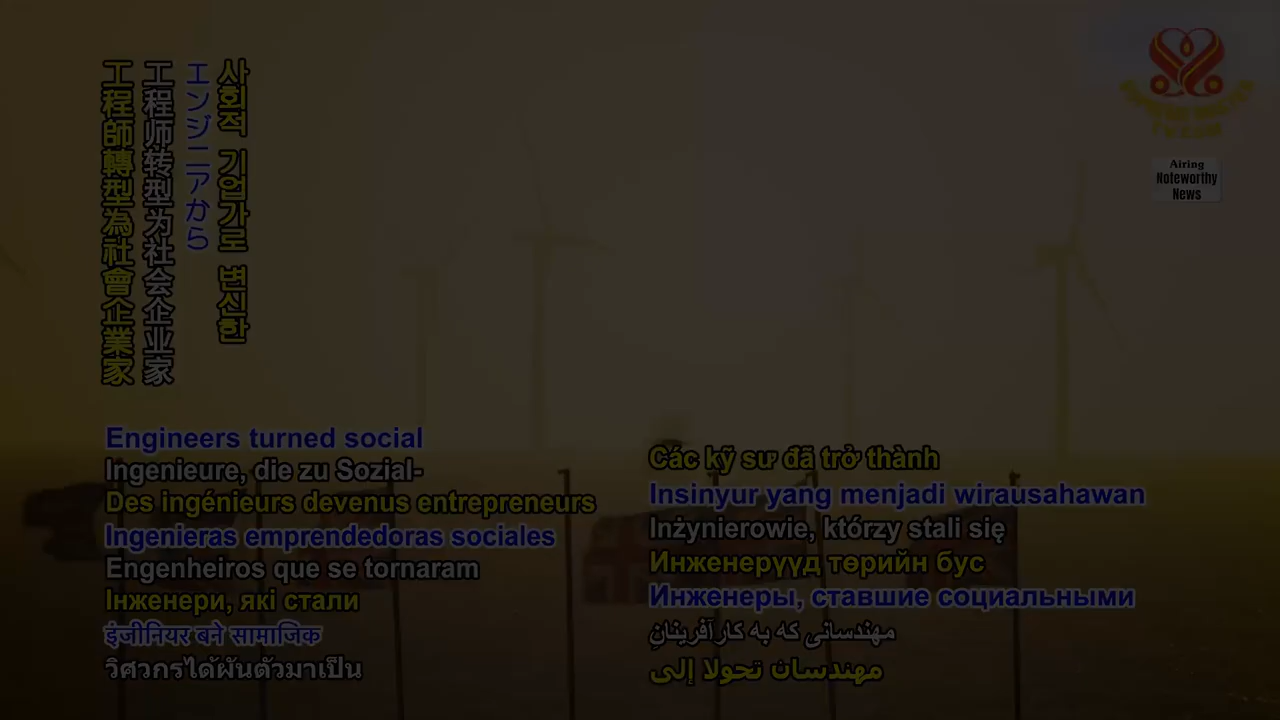 工程師轉型為社會企業家
工程师转型为社会企业家
エンジニアから
사회적 기업가로 변신한
Airing
Noteworthy
News
Engineers turned social
Ingenieure, die zu Sozial-
Des ingénieurs devenus entrepreneurs
Ingenieras emprendedoras sociales
Engenheiros que se tornaram
Інженери, які стали
इंजीनियर बने सामाजिक
วิศวกรได้ผันตัวมาเป็น
Các kỹ sư đã trở thành
Insinyur yang menjadi wirausahawan
Inżynierowie, którzy stali się
Инженерүүд төрийн бус
Инженеры, ставшие социальными
مهندسانی که به کارآفرینانِ
مهندسان تحولا إلى